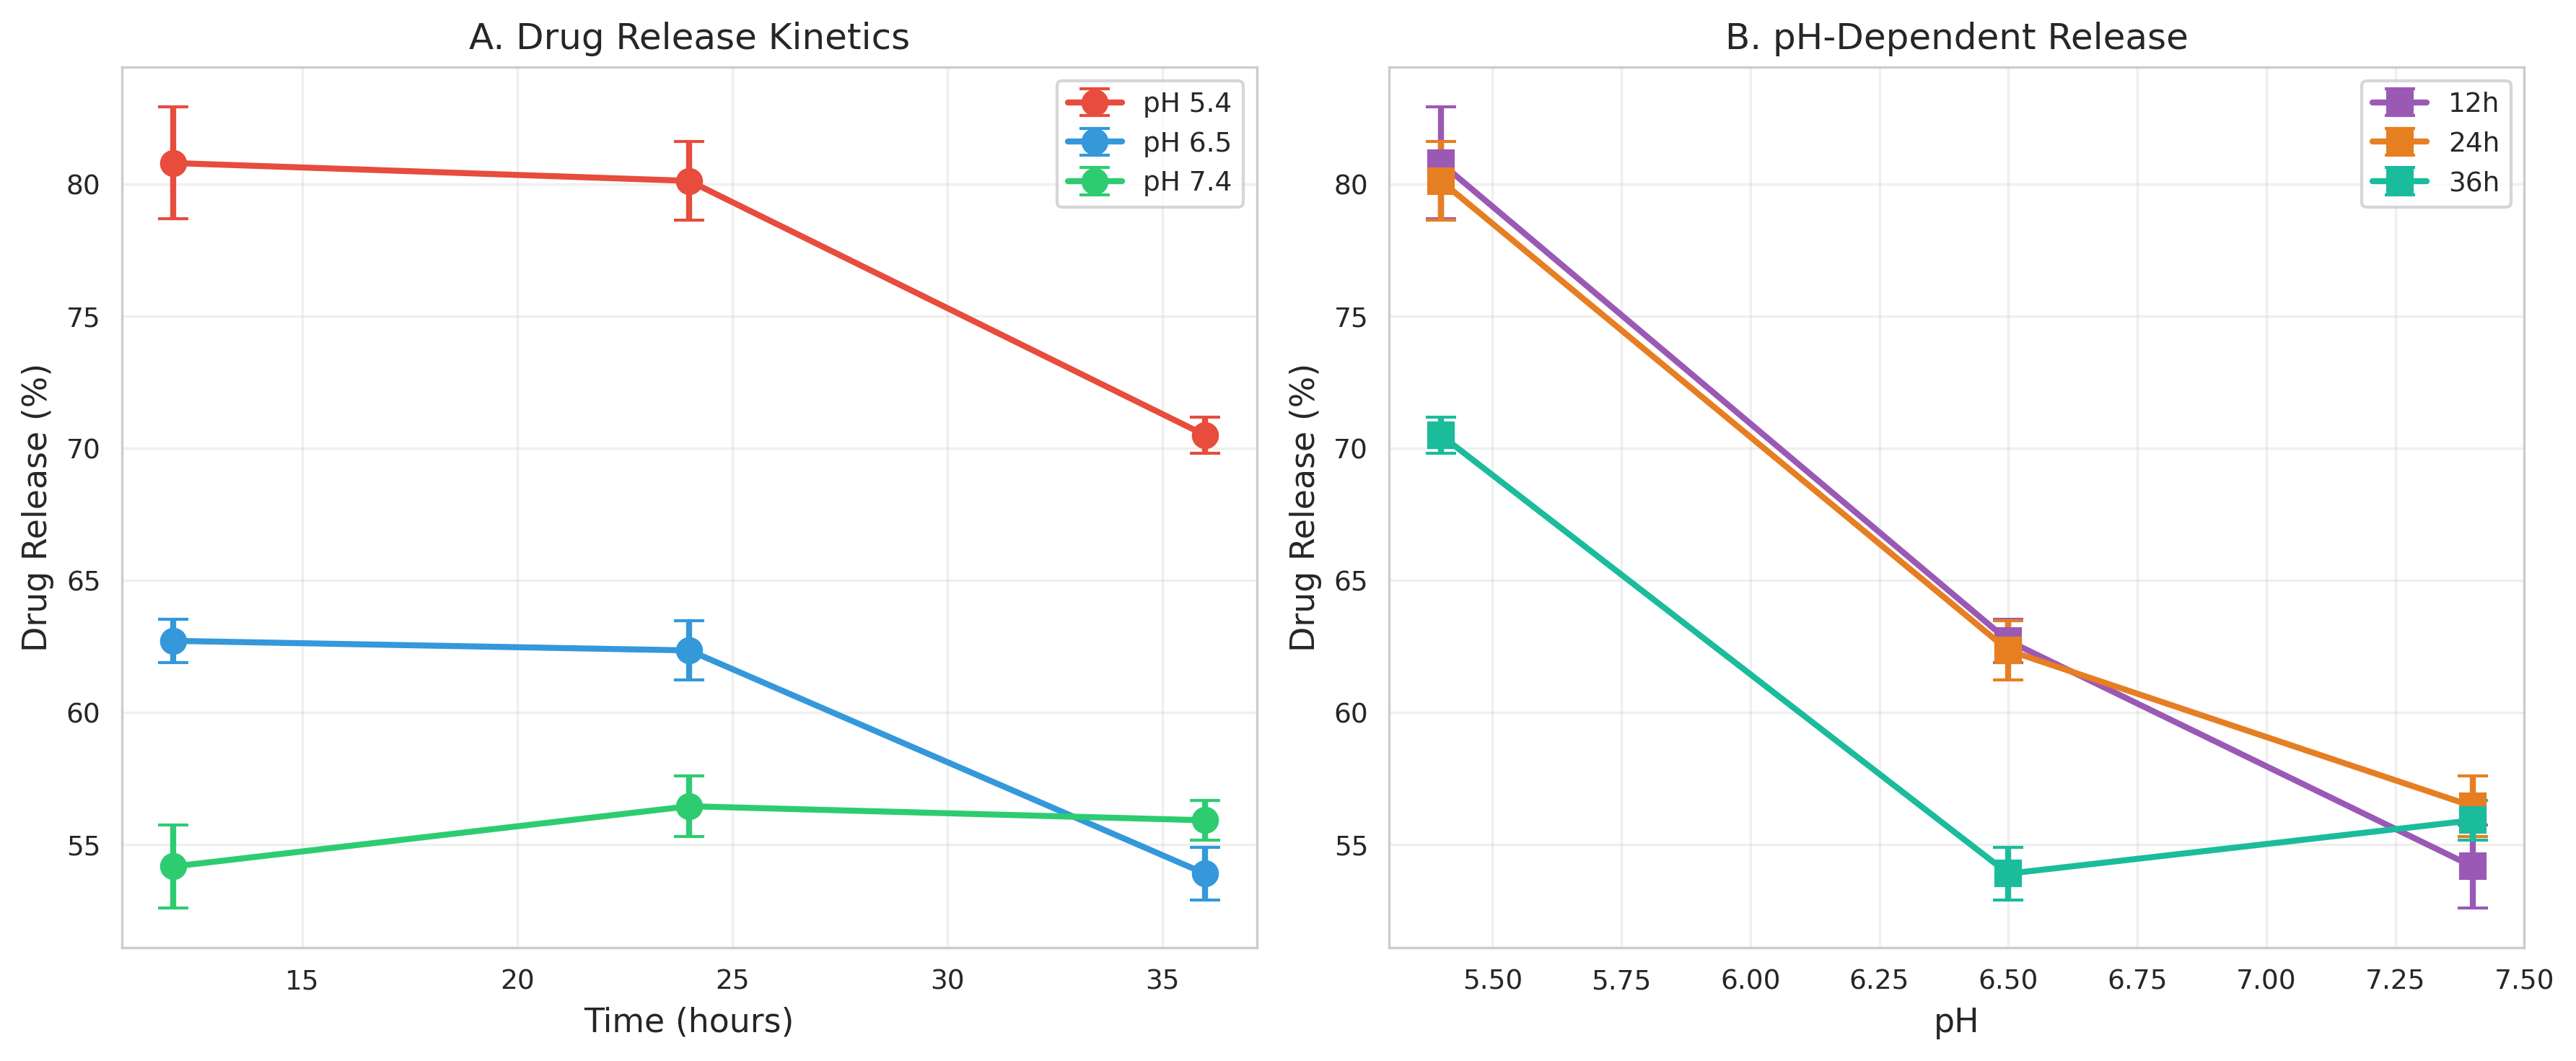 A. Drug Release Kinetics
Drug Release (%)
80
75
70
65
60
55
15 20 25 30 35
Time (hours)
pH 5.4
pH 6.5
pH 7.4
B. pH-Dependent Release
Drug Release (%)
80
75
70
65
60
55
5.50 5.75 6.00 6.25 6.50 6.75 7.00 7.25 7.50
pH
12h
24h
36h